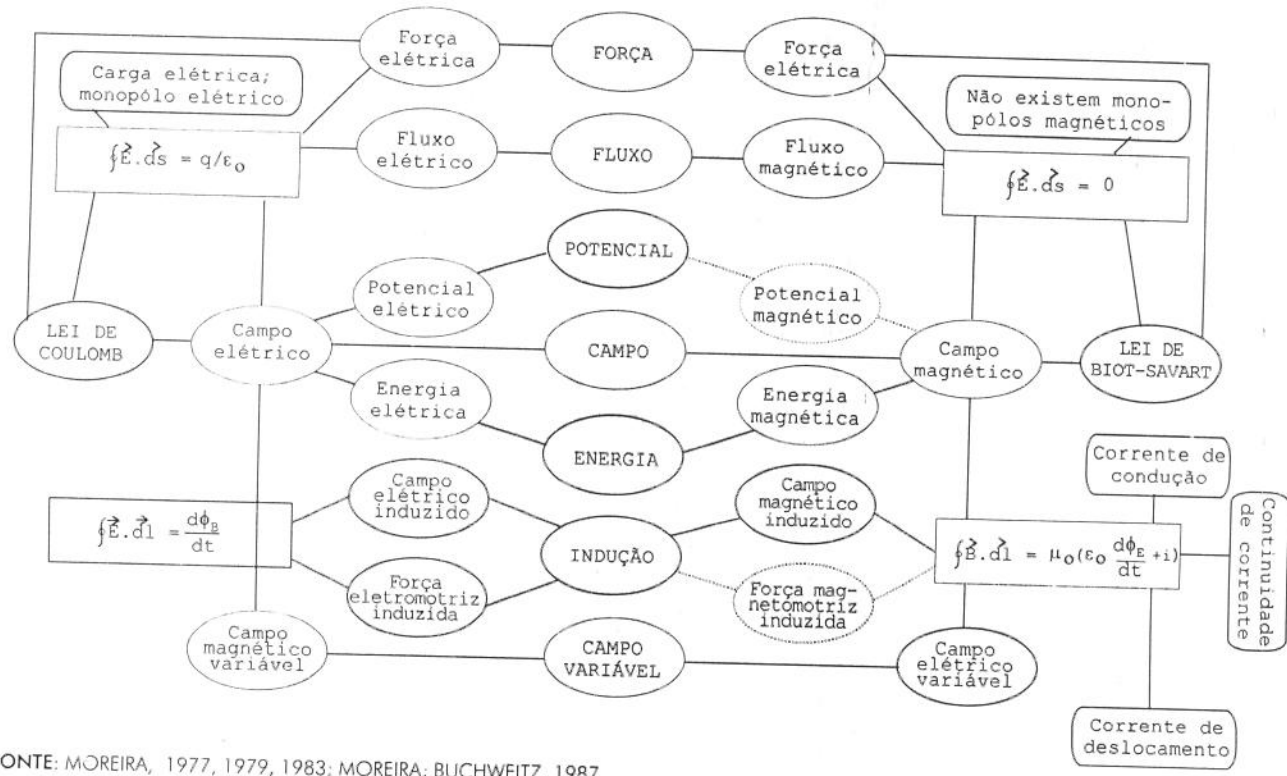 Força
elétrica
FORÇA
Força
elétrica
Carga elétrica;
monopólo elétrico
Não existem mono-
pólos magnéticos
∮E⃗.ds⃗ = q/ε₀
Fluxo
elétrico
FLUXO
Fluxo
magnético
∮E⃗.ds⃗ = 0
POTENCIAL
Potencial
elétrico
Potencial
magnético
LEI DE
COULOMB
Campo
elétrico
CAMPO
Campo
magnético
LEI DE
BIOT-SAVART
Energia
elétrica
Energia
magnética
ENERGIA
Corrente de
condução
Campo
elétrico
induzido
Campo
magnético
induzido
Continuidade
de corrente
∮E⃗.dl⃗ = dϕ_B/dt
INDUÇÃO
∮B⃗.dl⃗ = μ₀(ε₀ dϕ_E/dt +i)
Força
eletromotriz
induzida
Força mag-
netomotriz
induzida
Campo
magnético
variável
CAMPO
VARIÁVEL
Campo
elétrico
variável
Corrente de
deslocamento
ONTE: MOREIRA, 1977, 1979, 1983; MOREIRA; BUCHWEITZ, 1987